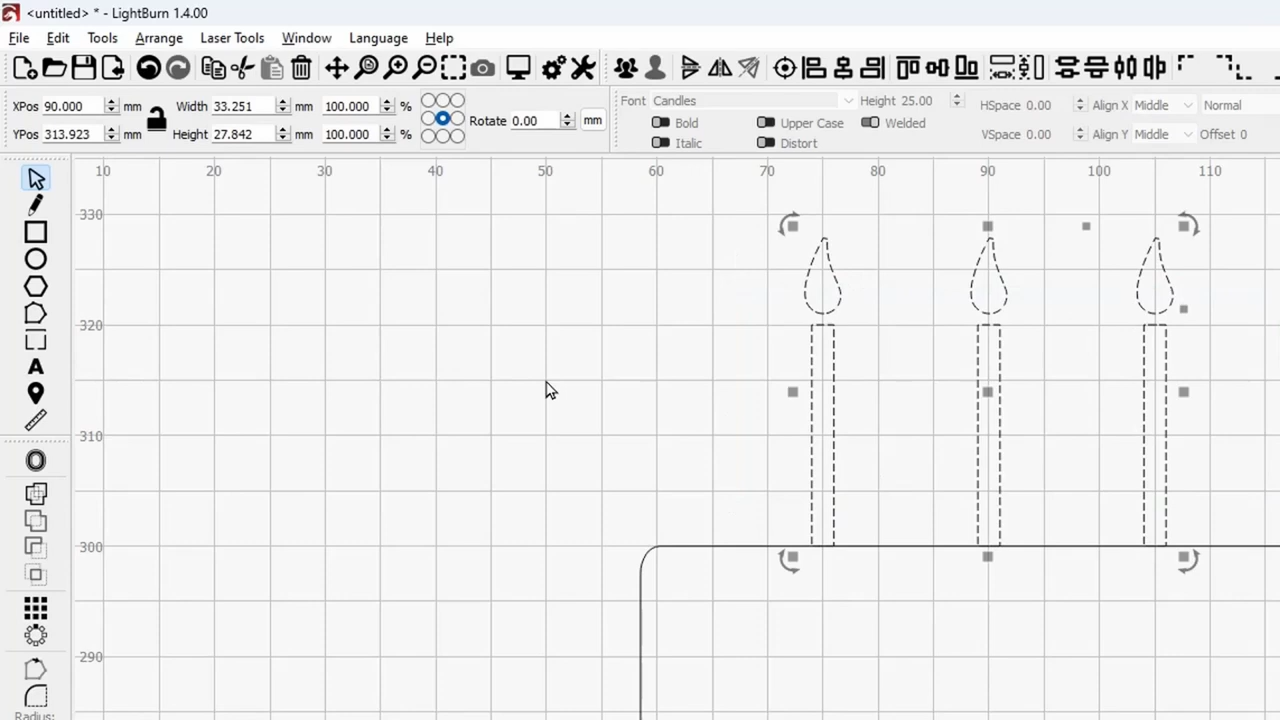 <untitled> * - LightBurn 1.4.00
File Edit Tools Arrange Laser Tools Window Language Help
XPos 90.000 mm Width 33.251 mm 100.000 % Rotate 0.00 mm Font Candles Height 25.00 HSpace 0.00 Align X Middle Normal
YPos 313.923 mm Height 27.842 mm 100.000 % Bold Upper Case Welded VSpace 0.00 Align Y Middle Offset 0
Italic Distort
10 20 30 40 50 60 70 80 90 100 110
330
320
310
300
290
A
Radius: